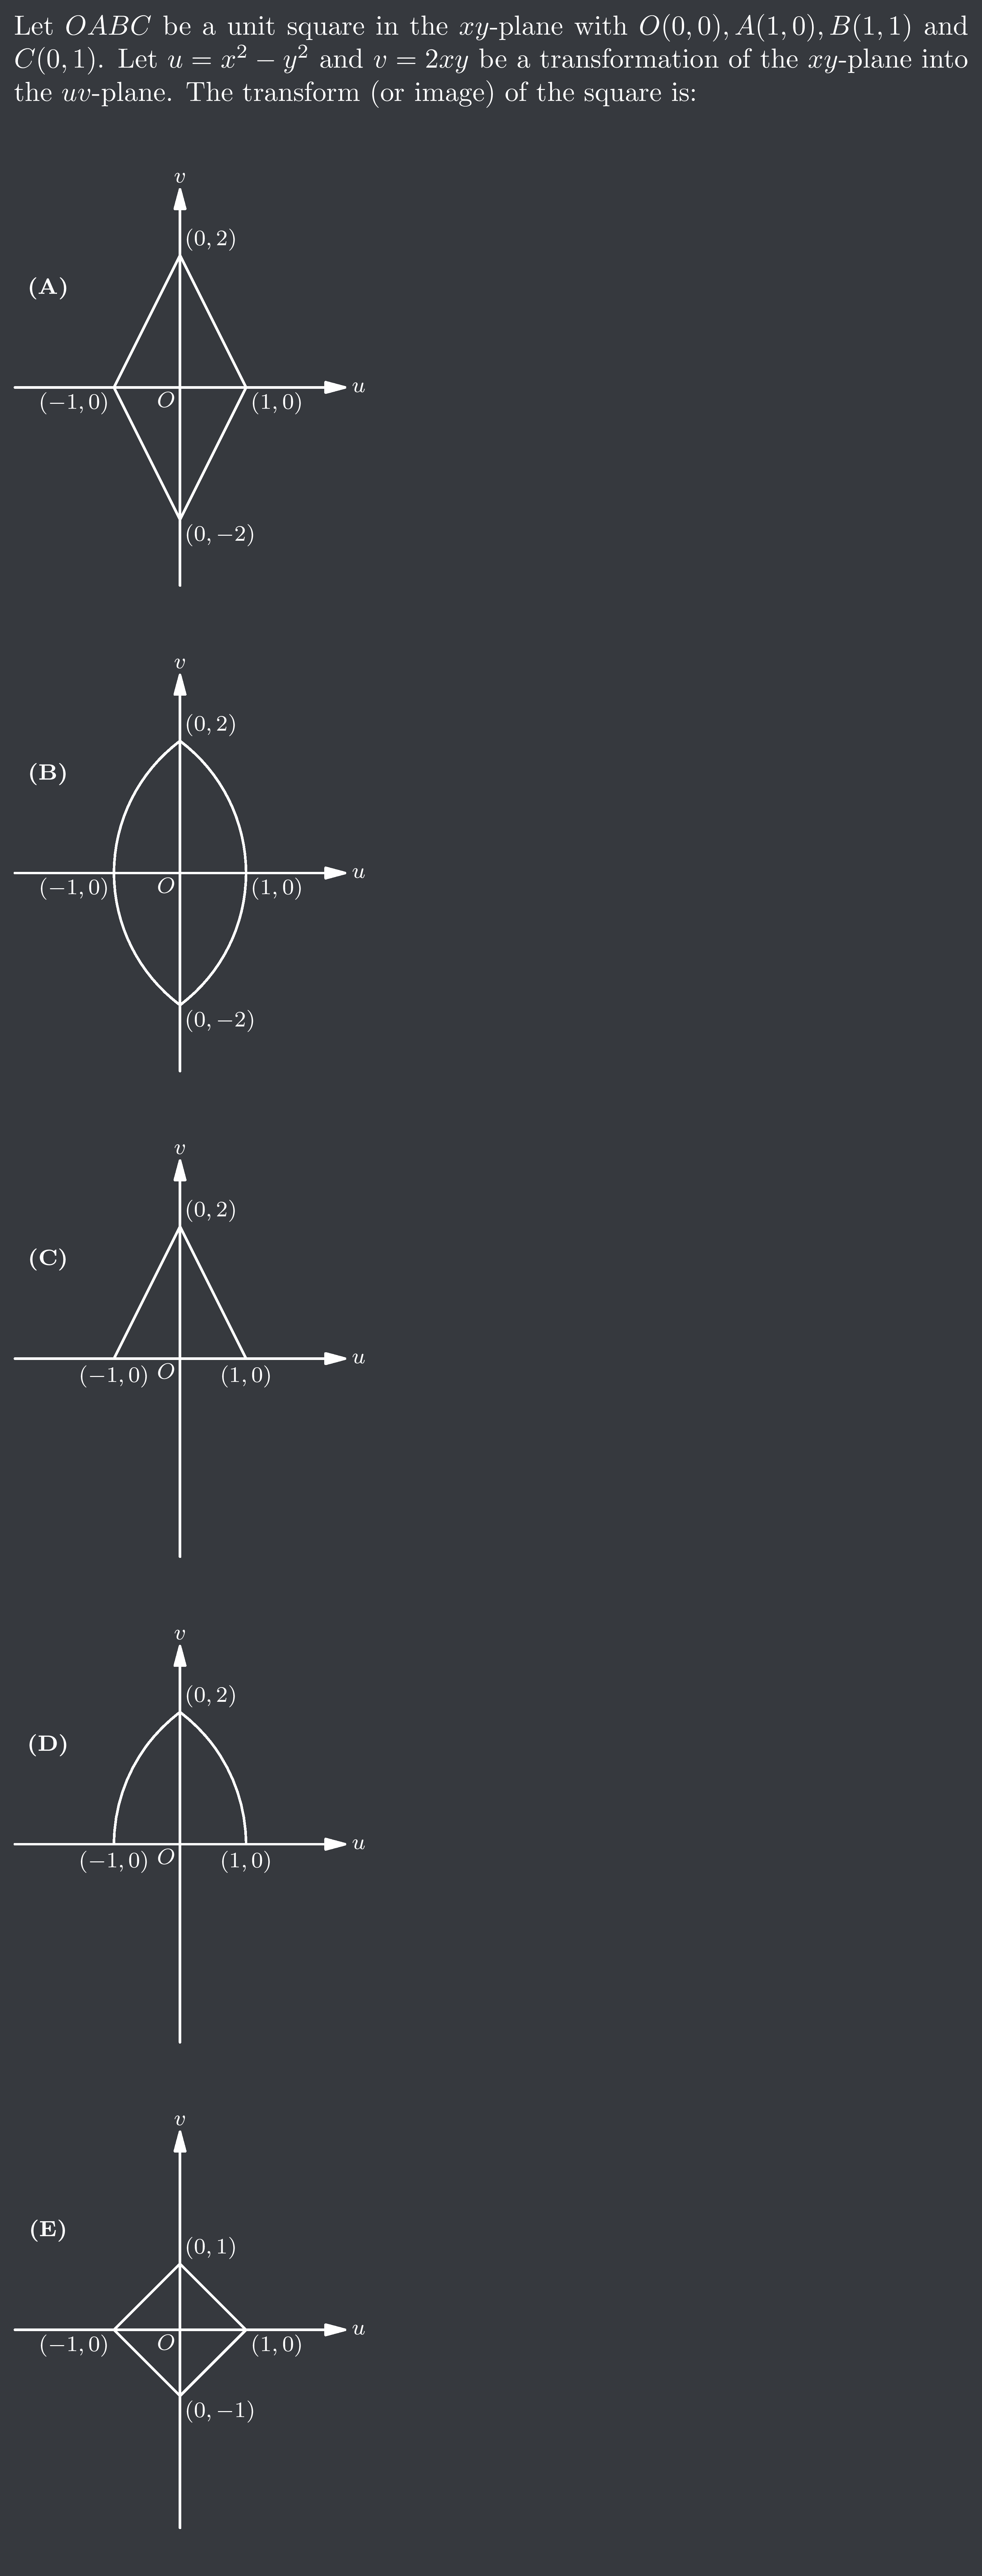 Let OABC be a unit square in the xy-plane with O(0, 0), A(1, 0), B(1, 1) and
C(0, 1). Let u = x² − y² and v = 2xy be a transformation of the xy-plane into
the uv-plane. The transform (or image) of the square is:
v
(0, 2)
(A)
u
(−1, 0)
O
(1, 0)
(0, −2)
v
(0, 2)
(B)
u
(−1, 0)
O
(1, 0)
(0, −2)
v
(0, 2)
(C)
u
(−1, 0)
O
(1, 0)
v
(0, 2)
(D)
u
(−1, 0)
O
(1, 0)
v
(E)
(0, 1)
u
(−1, 0)
O
(1, 0)
(0, −1)